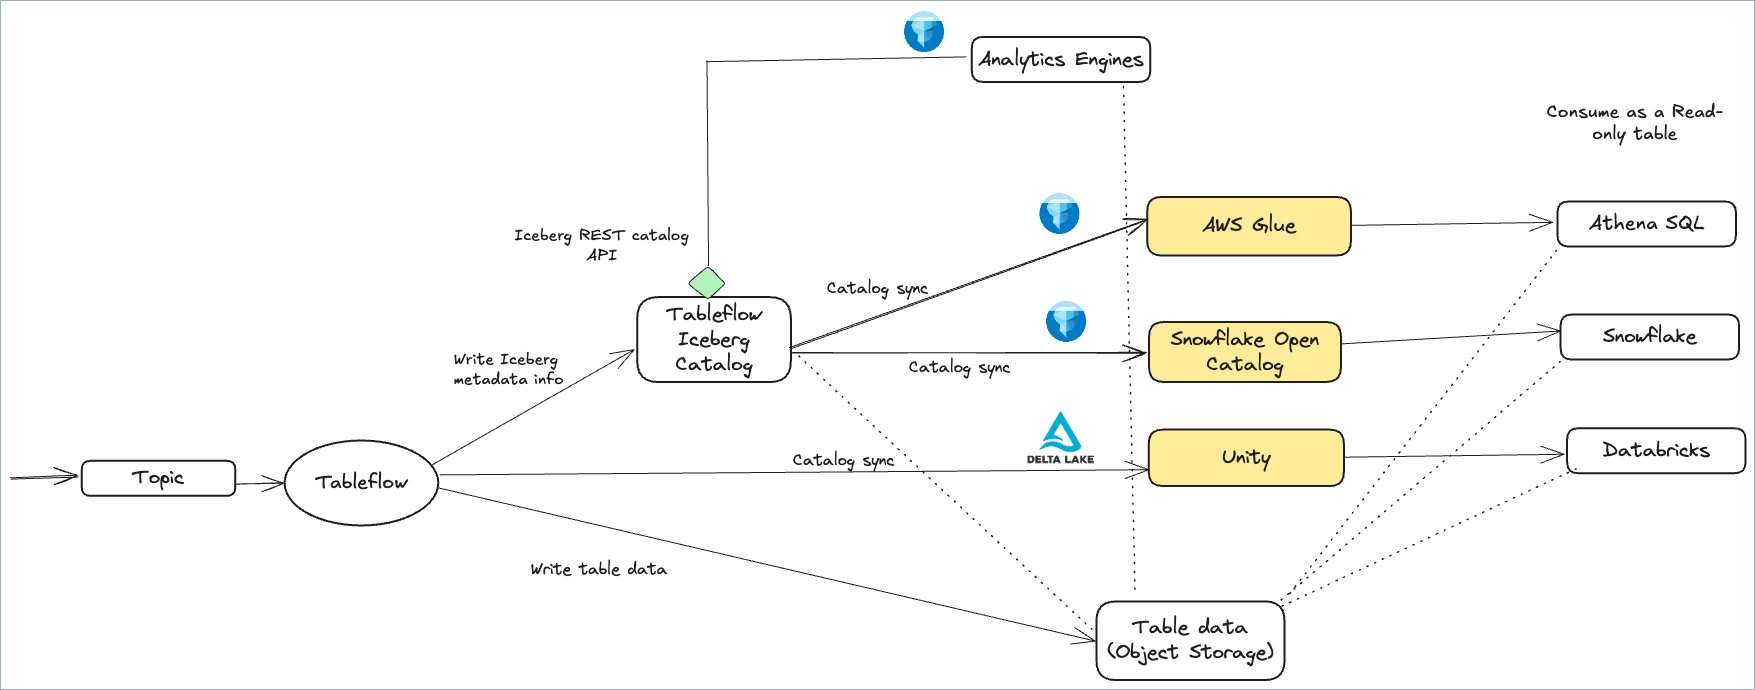 Analytics Engines
Consume as a Read-
only table
Iceberg REST catalog
API
AWS Glue
Athena SQL
Catalog sync
Tableflow
Iceberg
Catalog
Snowflake Open
Catalog
Snowflake
Write Iceberg
metadata info
Catalog sync
DELTA LAKE
Catalog sync
Unity
Databricks
Topic
Tableflow
Write table data
Table data
(Object Storage)